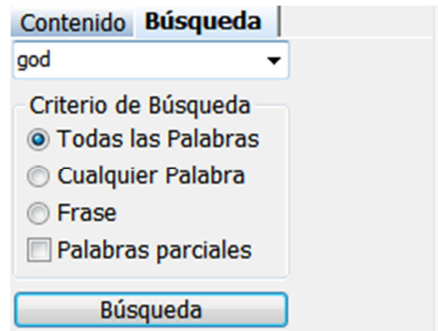 Contenido Búsqueda
god
Criterio de Búsqueda
Todas las Palabras
Cualquier Palabra
Frase
Palabras parciales
Búsqueda